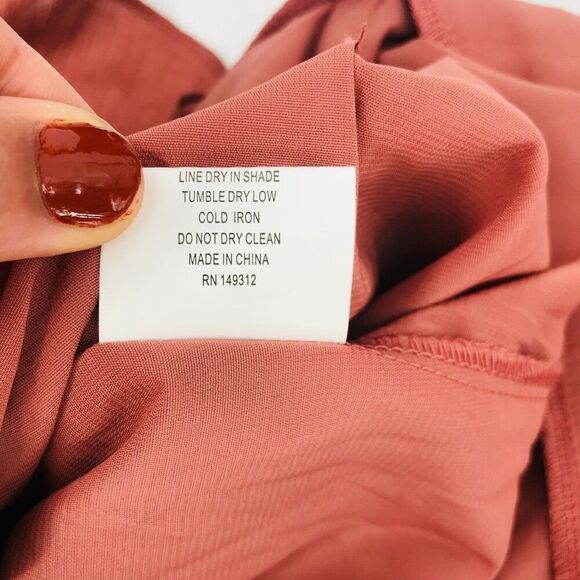 LINE DRY IN SHADE
TUMBLE DRY LOW
COLD IRON
DO NOT DRY CLEAN
MADE IN CHINA
RN 149312